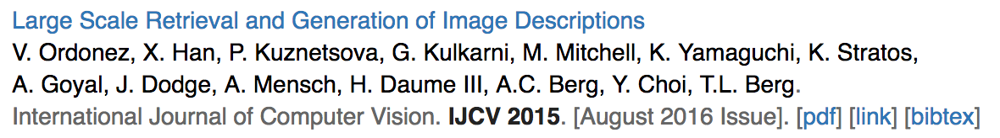 Large Scale Retrieval and Generation of Image Descriptions
V. Ordonez, X. Han, P. Kuznetsova, G. Kulkarni, M. Mitchell, K. Yamaguchi, K. Stratos,
A. Goyal, J. Dodge, A. Mensch, H. Daume III, A.C. Berg, Y. Choi, T.L. Berg.
International Journal of Computer Vision. IJCV 2015. [August 2016 Issue]. [pdf] [link] [bibtex]